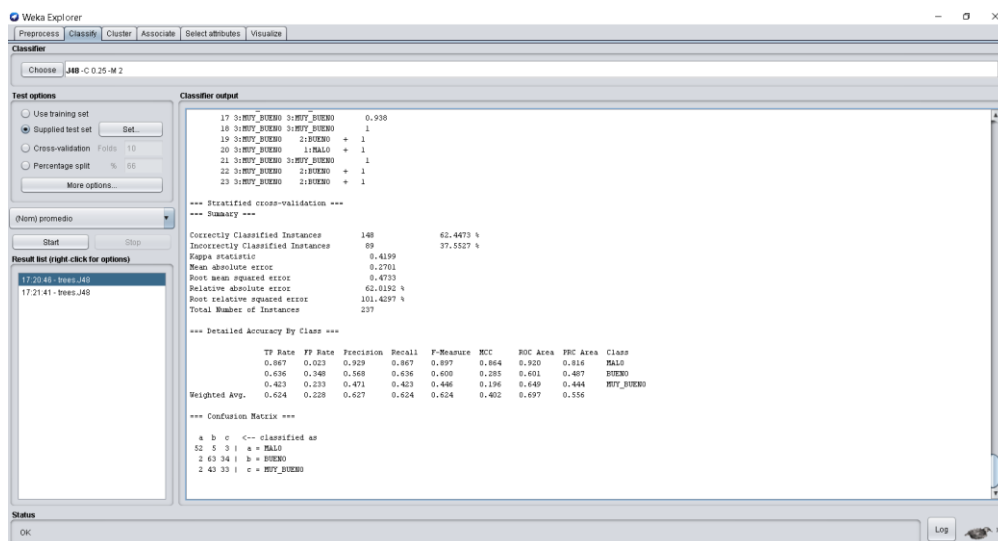 Weka Explorer
Preprocess Classify Cluster Associate Select attributes Visualize
Classifier
Choose J48 -C 0.25 -M 2
Test options
Use training set
Supplied test set Set...
Cross-validation Folds 10
Percentage split % 66
More options...
(Nom) promedio
Start Stop
Result list (right-click for options)
17:20:46 - trees.J48
17:21:41 - trees.J48
Classifier output
17 3:MUY_BUENO 3:MUY_BUENO 0.938
18 3:MUY_BUENO 3:MUY_BUENO 1
19 3:MUY_BUENO 2:BUENO + 1
20 3:MUY_BUENO 1:MALO + 1
21 3:MUY_BUENO 3:MUY_BUENO 1
22 3:MUY_BUENO 2:BUENO + 1
23 3:MUY_BUENO 2:BUENO + 1
=== Stratified cross-validation ===
=== Summary ===
Correctly Classified Instances 148 62.4473 %
Incorrectly Classified Instances 89 37.5527 %
Kappa statistic 0.4199
Mean absolute error 0.2701
Root mean squared error 0.4733
Relative absolute error 62.0192 %
Root relative squared error 101.4297 %
Total Number of Instances 237
=== Detailed Accuracy By Class ===
TP Rate FP Rate Precision Recall F-Measure MCC ROC Area PRC Area Class
0.867 0.023 0.929 0.867 0.897 0.864 0.920 0.816 MALO
0.636 0.348 0.568 0.636 0.600 0.285 0.601 0.487 BUENO
0.423 0.233 0.471 0.423 0.446 0.196 0.649 0.444 MUY_BUENO
Weighted Avg. 0.624 0.228 0.627 0.624 0.624 0.402 0.697 0.556
=== Confusion Matrix ===
a b c <-- classified as
52 5 3 | a = MALO
2 63 34 | b = BUENO
2 43 33 | c = MUY_BUENO
Status
OK
Log